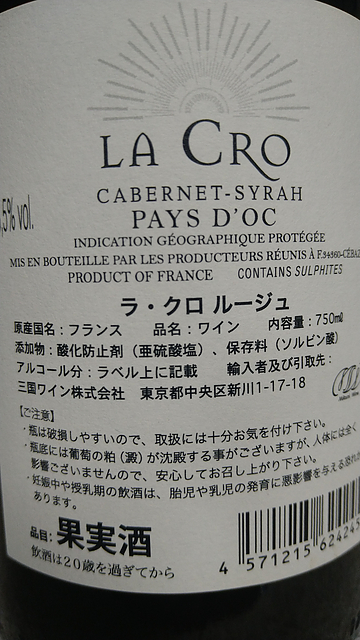 LA CRO
CABERNET-SYRAH
PAYS D'OC
5% vol.
INDICATION GÉOGRAPHIQUE PROTÉGÉE
MIS EN BOUTEILLE PAR LES PRODUCTEURS RÉUNIS À F.34360-CÉBAZ
PRODUCT OF FRANCE CONTAINS SULPHITES
ラ・クロ ルージュ
原産国名：フランス 品名：ワイン 内容量：750㎖
添加物：酸化防止剤（亜硫酸塩）、保存料（ソルビン酸）
アルコール分：ラベル上に記載 輸入者及び引取先：
三国ワイン株式会社 東京都中央区新川1-17-18
【ご注意】
・瓶は破損しやすいので、取扱には十分お気を付け下さい。
・瓶底には葡萄の粕（澱）が沈殿する事がございますが、人体には全く
影響ございませんので、安心してお召し上がり下さい。
・妊娠中や授乳期の飲酒は、胎児や乳児の発育に悪影響を与える恐れが
あります。
品目：果実酒
飲酒は20歳を過ぎてから
4 571215 62424